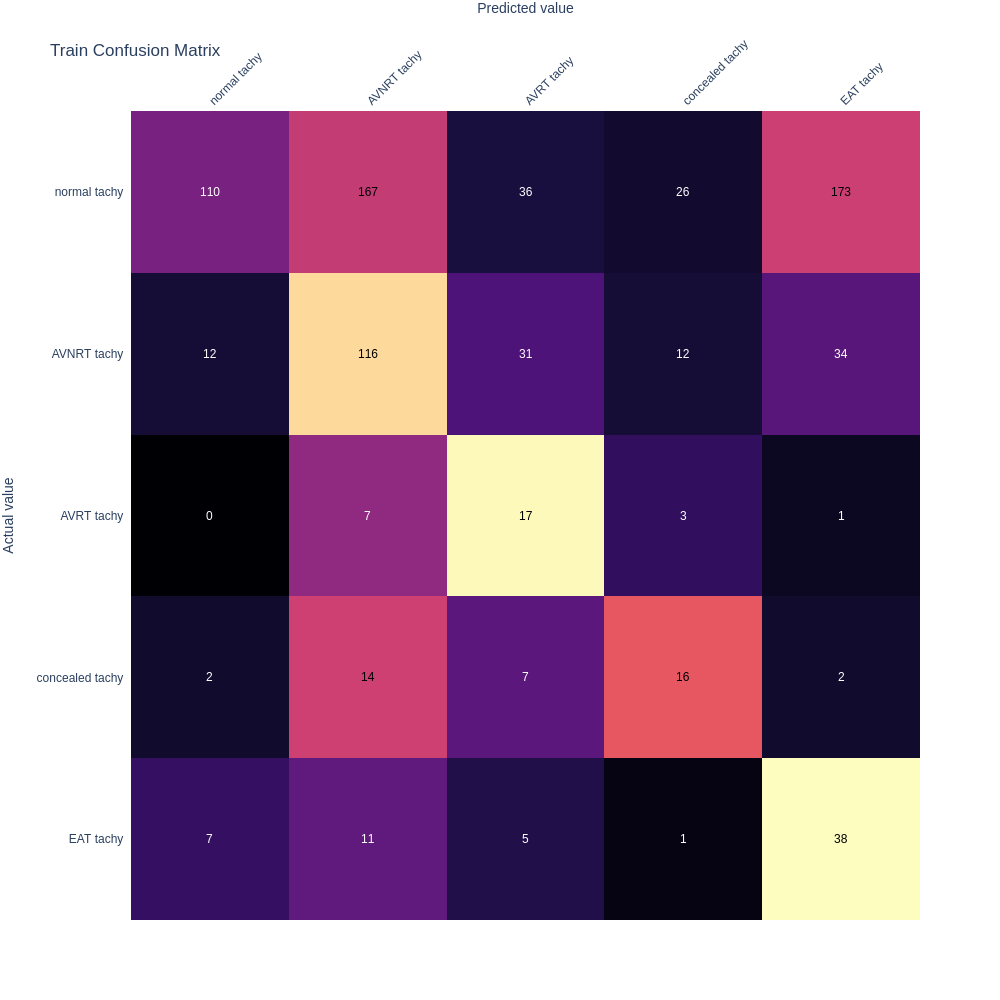 Predicted value
Train Confusion Matrix
normal tachy AVNRT tachy AVRT tachy concealed tachy EAT tachy
normal tachy 110 167 36 26 173
AVNRT tachy 12 116 31 12 34
Actual value
AVRT tachy 0 7 17 3 1
concealed tachy 2 14 7 16 2
EAT tachy 7 11 5 1 38